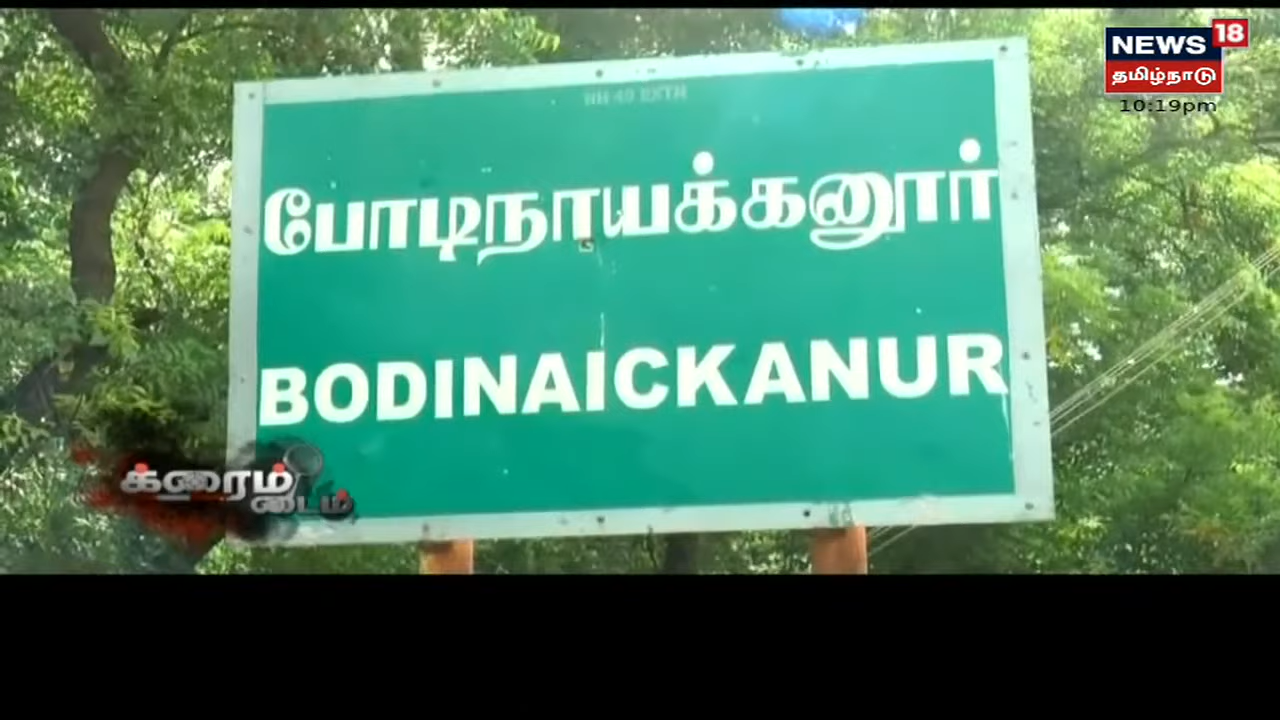 NEWS 18
தமிழ்நாடு
10:19pm
போடிநாயக்கனூர்
BODINAICKANUR
க்ரைம்
டைம்